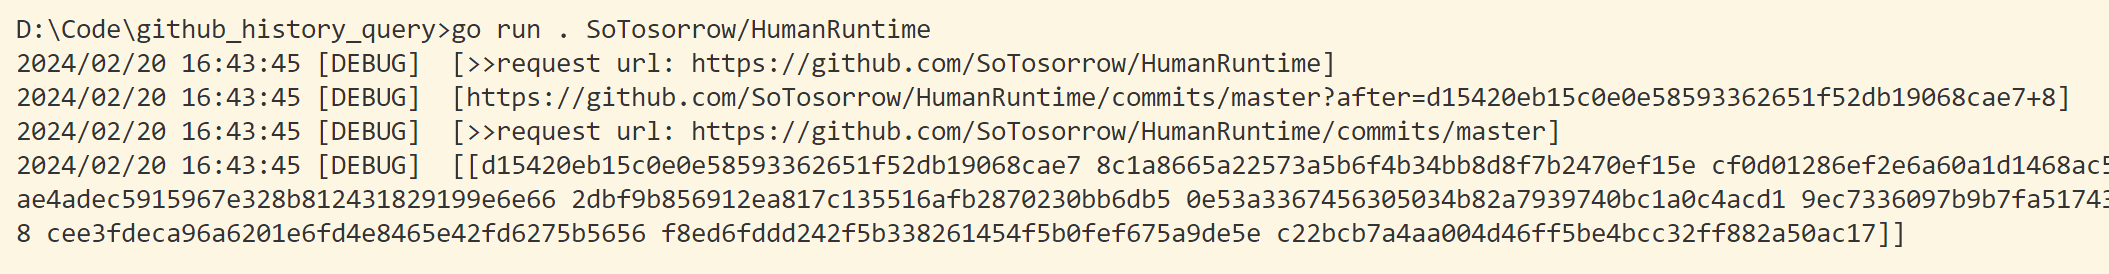 D:\Code\github_history_query>go run . SoTosorrow/HumanRuntime
2024/02/20 16:43:45 [DEBUG]  [>>request url: https://github.com/SoTosorrow/HumanRuntime]
2024/02/20 16:43:45 [DEBUG]  [https://github.com/SoTosorrow/HumanRuntime/commits/master?after=d15420eb15c0e0e58593362651f52db19068cae7+8]
2024/02/20 16:43:45 [DEBUG]  [>>request url: https://github.com/SoTosorrow/HumanRuntime/commits/master]
2024/02/20 16:43:45 [DEBUG]  [[d15420eb15c0e0e58593362651f52db19068cae7 8c1a8665a22573a5b6f4b34bb8d8f7b2470ef15e cf0d01286ef2e6a60a1d1468ac5
ae4adec5915967e328b812431829199e6e66 2dbf9b856912ea817c135516afb2870230bb6db5 0e53a3367456305034b82a7939740bc1a0c4acd1 9ec7336097b9b7fa51743
8 cee3fdeca96a6201e6fd4e8465e42fd6275b5656 f8ed6fddd242f5b338261454f5b0fef675a9de5e c22bcb7a4aa004d46ff5be4bcc32ff882a50ac17]]